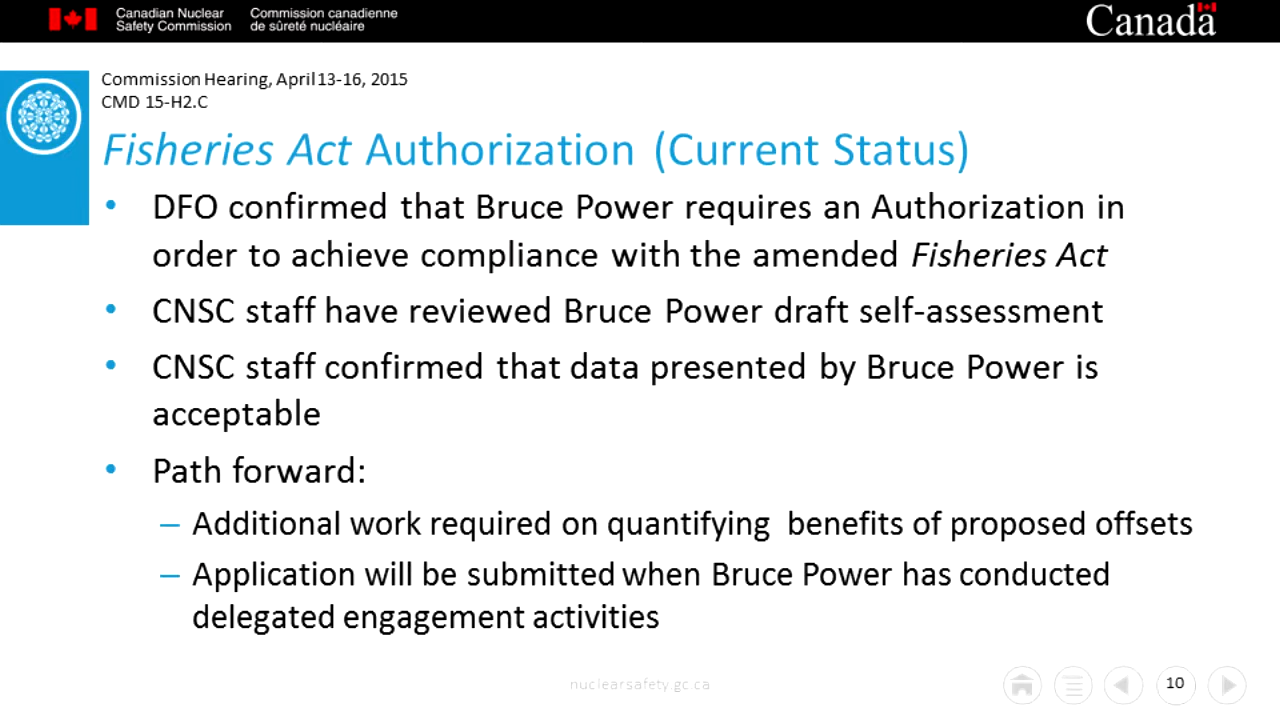 Canadian Nuclear Safety Commission
Commission canadienne de sûreté nucléaire
Canada
Commission Hearing, April 13-16, 2015
CMD 15-H2.C
Fisheries Act Authorization (Current Status)
• DFO confirmed that Bruce Power requires an Authorization in
order to achieve compliance with the amended Fisheries Act
• CNSC staff have reviewed Bruce Power draft self-assessment
• CNSC staff confirmed that data presented by Bruce Power is
acceptable
• Path forward:
– Additional work required on quantifying benefits of proposed offsets
– Application will be submitted when Bruce Power has conducted
delegated engagement activities
nuclearsafety.gc.ca
10